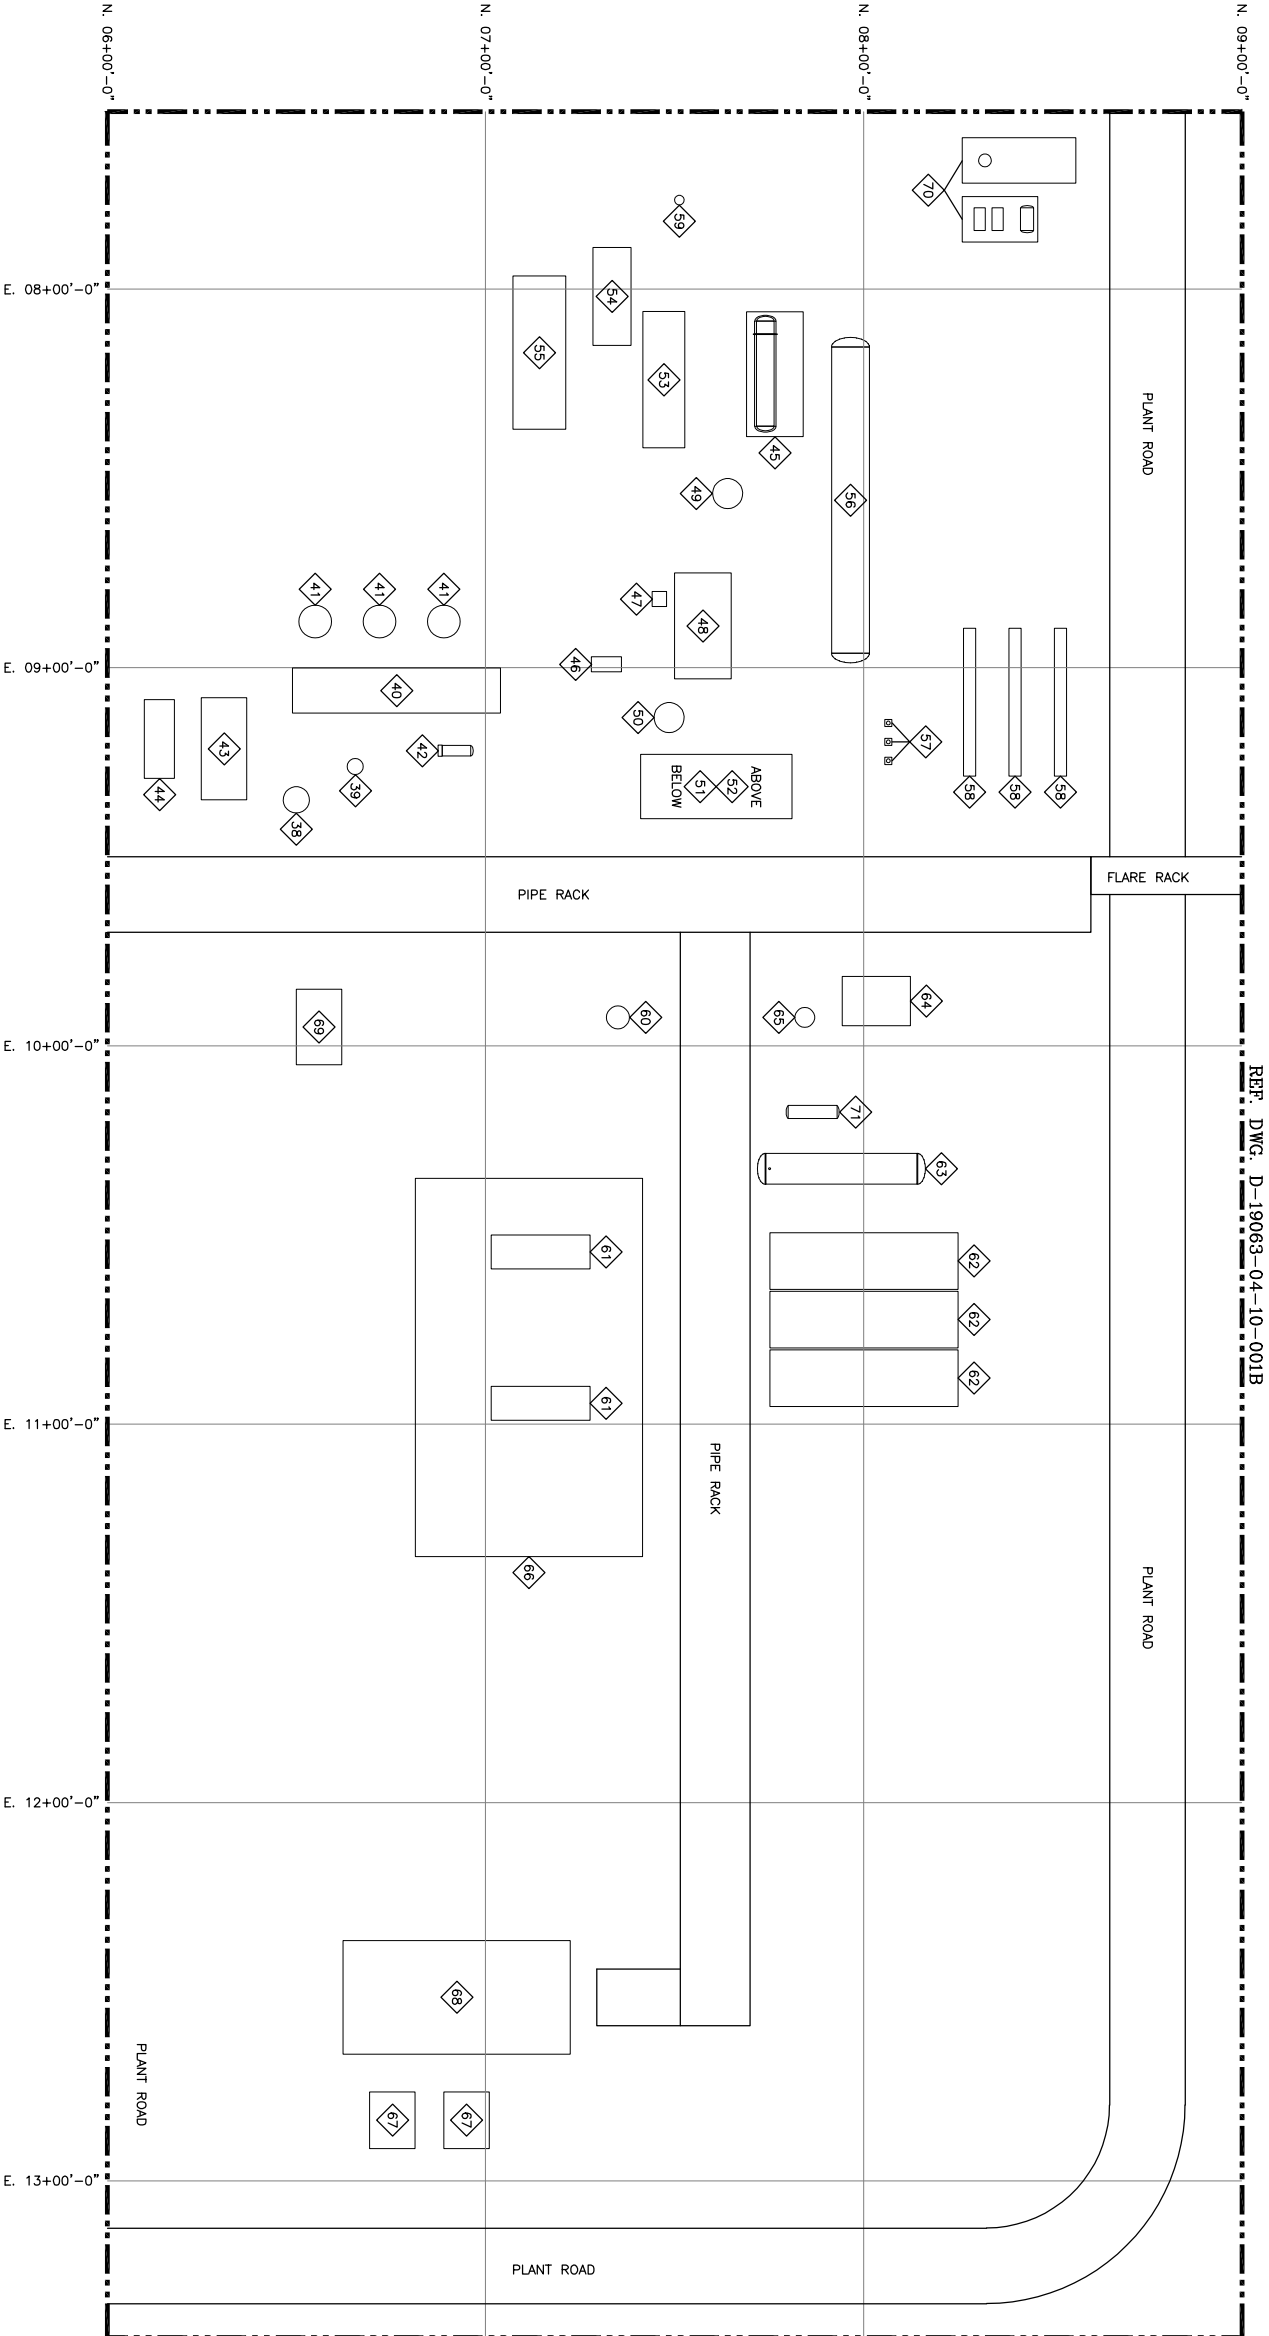 N. 06+00'-0"
N. 07+00'-0"
N. 08+00'-0"
N. 09+00'-0"
70
59
E. 08+00'-0"
54
55
53
45
PLANT ROAD
49
56
41
41
41
47
48
46
E. 09+00'-0"
40
50
57
42
43
39
44
38
ABOVE
52
51
BELOW
58
58
58
PIPE RACK
FLARE RACK
64
60
65
69
E. 10+00'-0"
REF. DWG. D-19063-04-10-001B
71
63
61
62
62
62
61
E. 11+00'-0"
PIPE RACK
66
PLANT ROAD
E. 12+00'-0"
68
PLANT ROAD
67
67
E. 13+00'-0"
PLANT ROAD